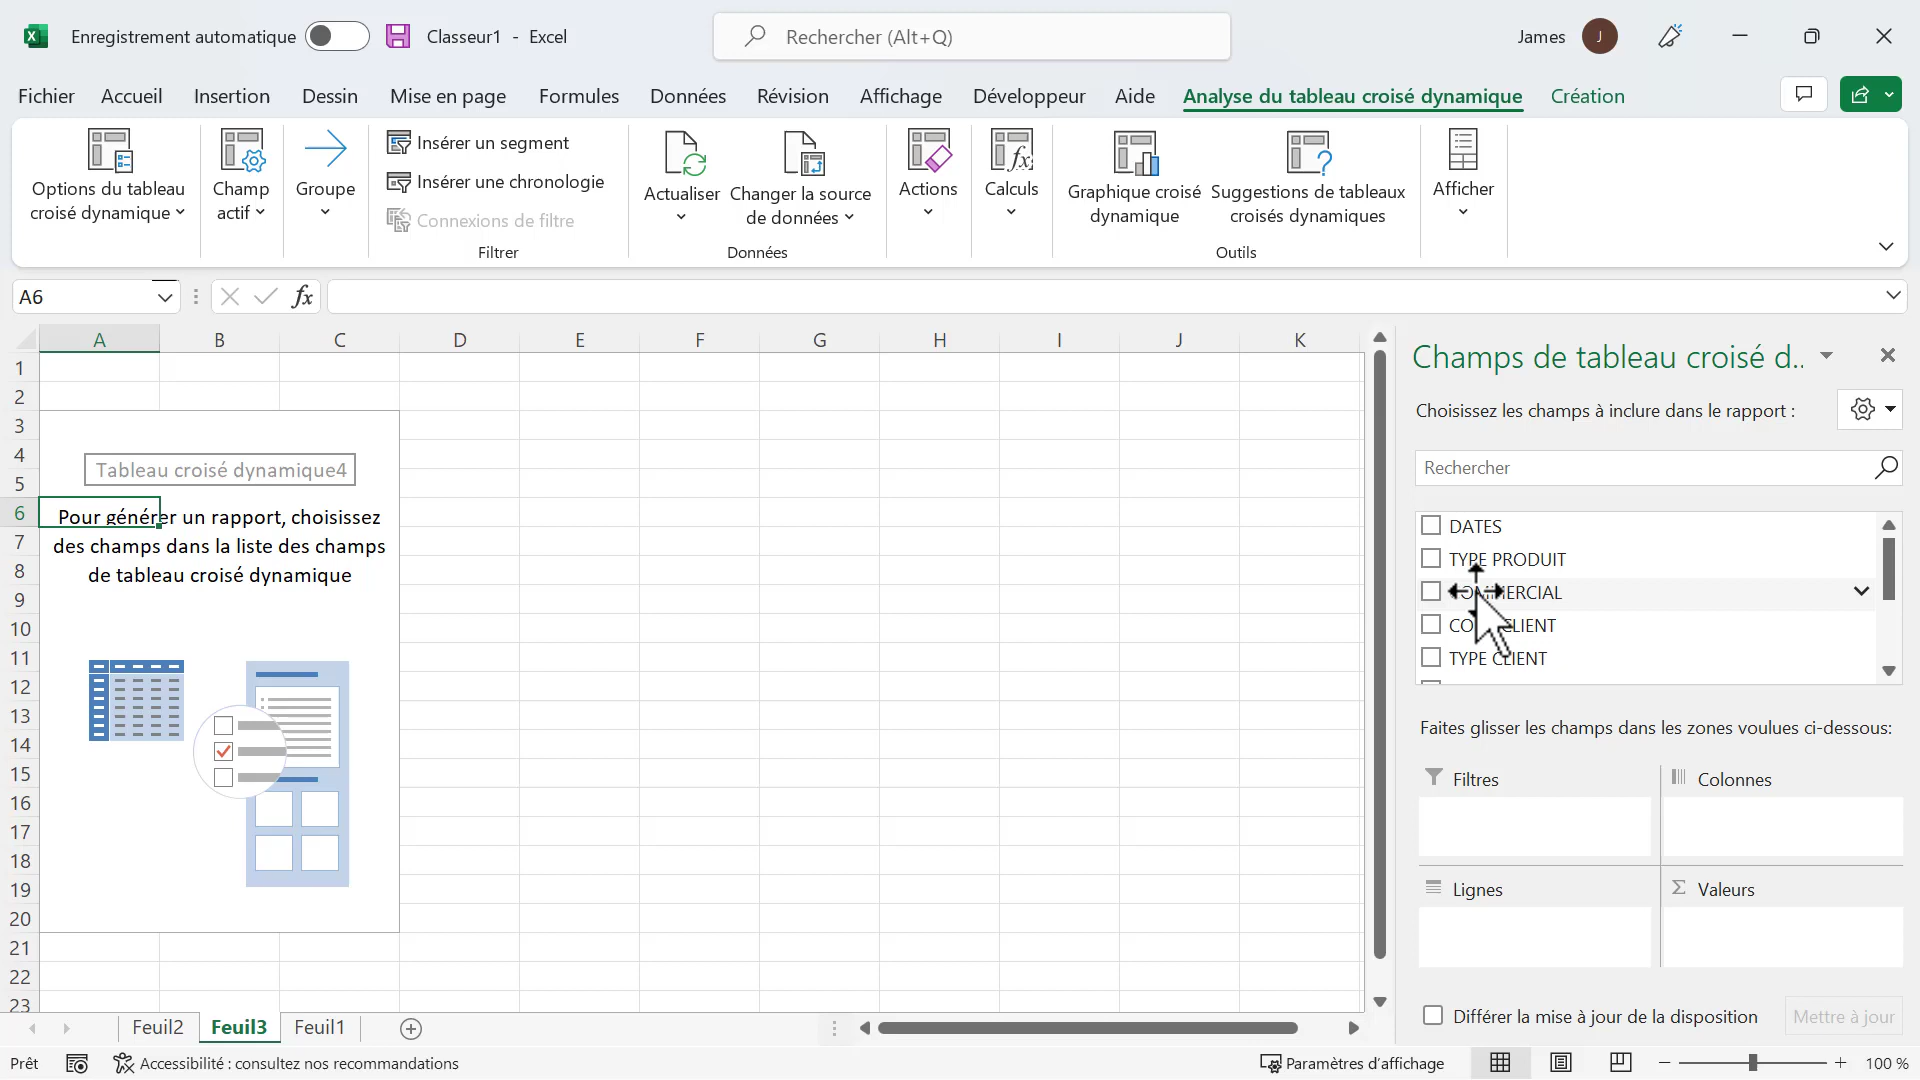 Enregistrement automatique Classeur1 - Excel Rechercher (Alt+Q) James J
Fichier Accueil Insertion Dessin Mise en page Formules Données Révision Affichage Développeur Aide Analyse du tableau croisé dynamique Création
Options du tableau
croisé dynamique
Champ
actif
Groupe
Insérer un segment
Insérer une chronologie
Connexions de filtre
Filtrer
Actualiser
Changer la source
de données
Données
Actions
Calculs
Graphique croisé
dynamique
Suggestions de tableaux
croisés dynamiques
Outils
Afficher
A6 fx
A B C D E F G H I J K
1
2
3
4
5
6
7
8
9
10
11
12
13
14
15
16
17
18
19
20
21
22
23
Tableau croisé dynamique4
Pour générer un rapport, choisissez
des champs dans la liste des champs
de tableau croisé dynamique
Champs de tableau croisé d..
Choisissez les champs à inclure dans le rapport :
Rechercher
DATES
TYPE PRODUIT
COMMERCIAL
TYPE CLIENT
Faites glisser les champs dans les zones voulues ci-dessous:
Filtres
Colonnes
Lignes
Σ Valeurs
Différer la mise à jour de la disposition Mettre à jour
Feuil2 Feuil3 Feuil1
Prêt Accessibilité : consultez nos recommandations Paramètres d'affichage 100 %